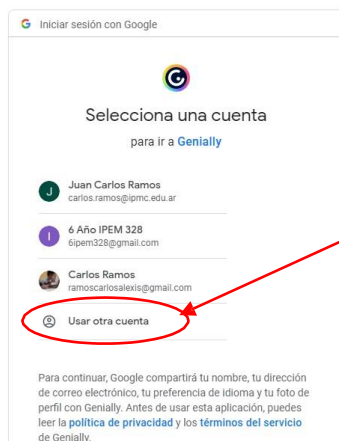 G Iniciar sesión con Google
Selecciona una cuenta
para ir a Genially
J Juan Carlos Ramos
carlos.ramos@ipmc.edu.ar
I 6 Año IPEM 328
6ipem328@gmail.com
Carlos Ramos
ramoscarlosalexis@gmail.com
Usar otra cuenta
Para continuar, Google compartirá tu nombre, tu dirección
de correo electrónico, tu preferencia de idioma y tu foto de
perfil con Genially. Antes de usar esta aplicación, puedes
leer la política de privacidad y los términos del servicio
de Genially.